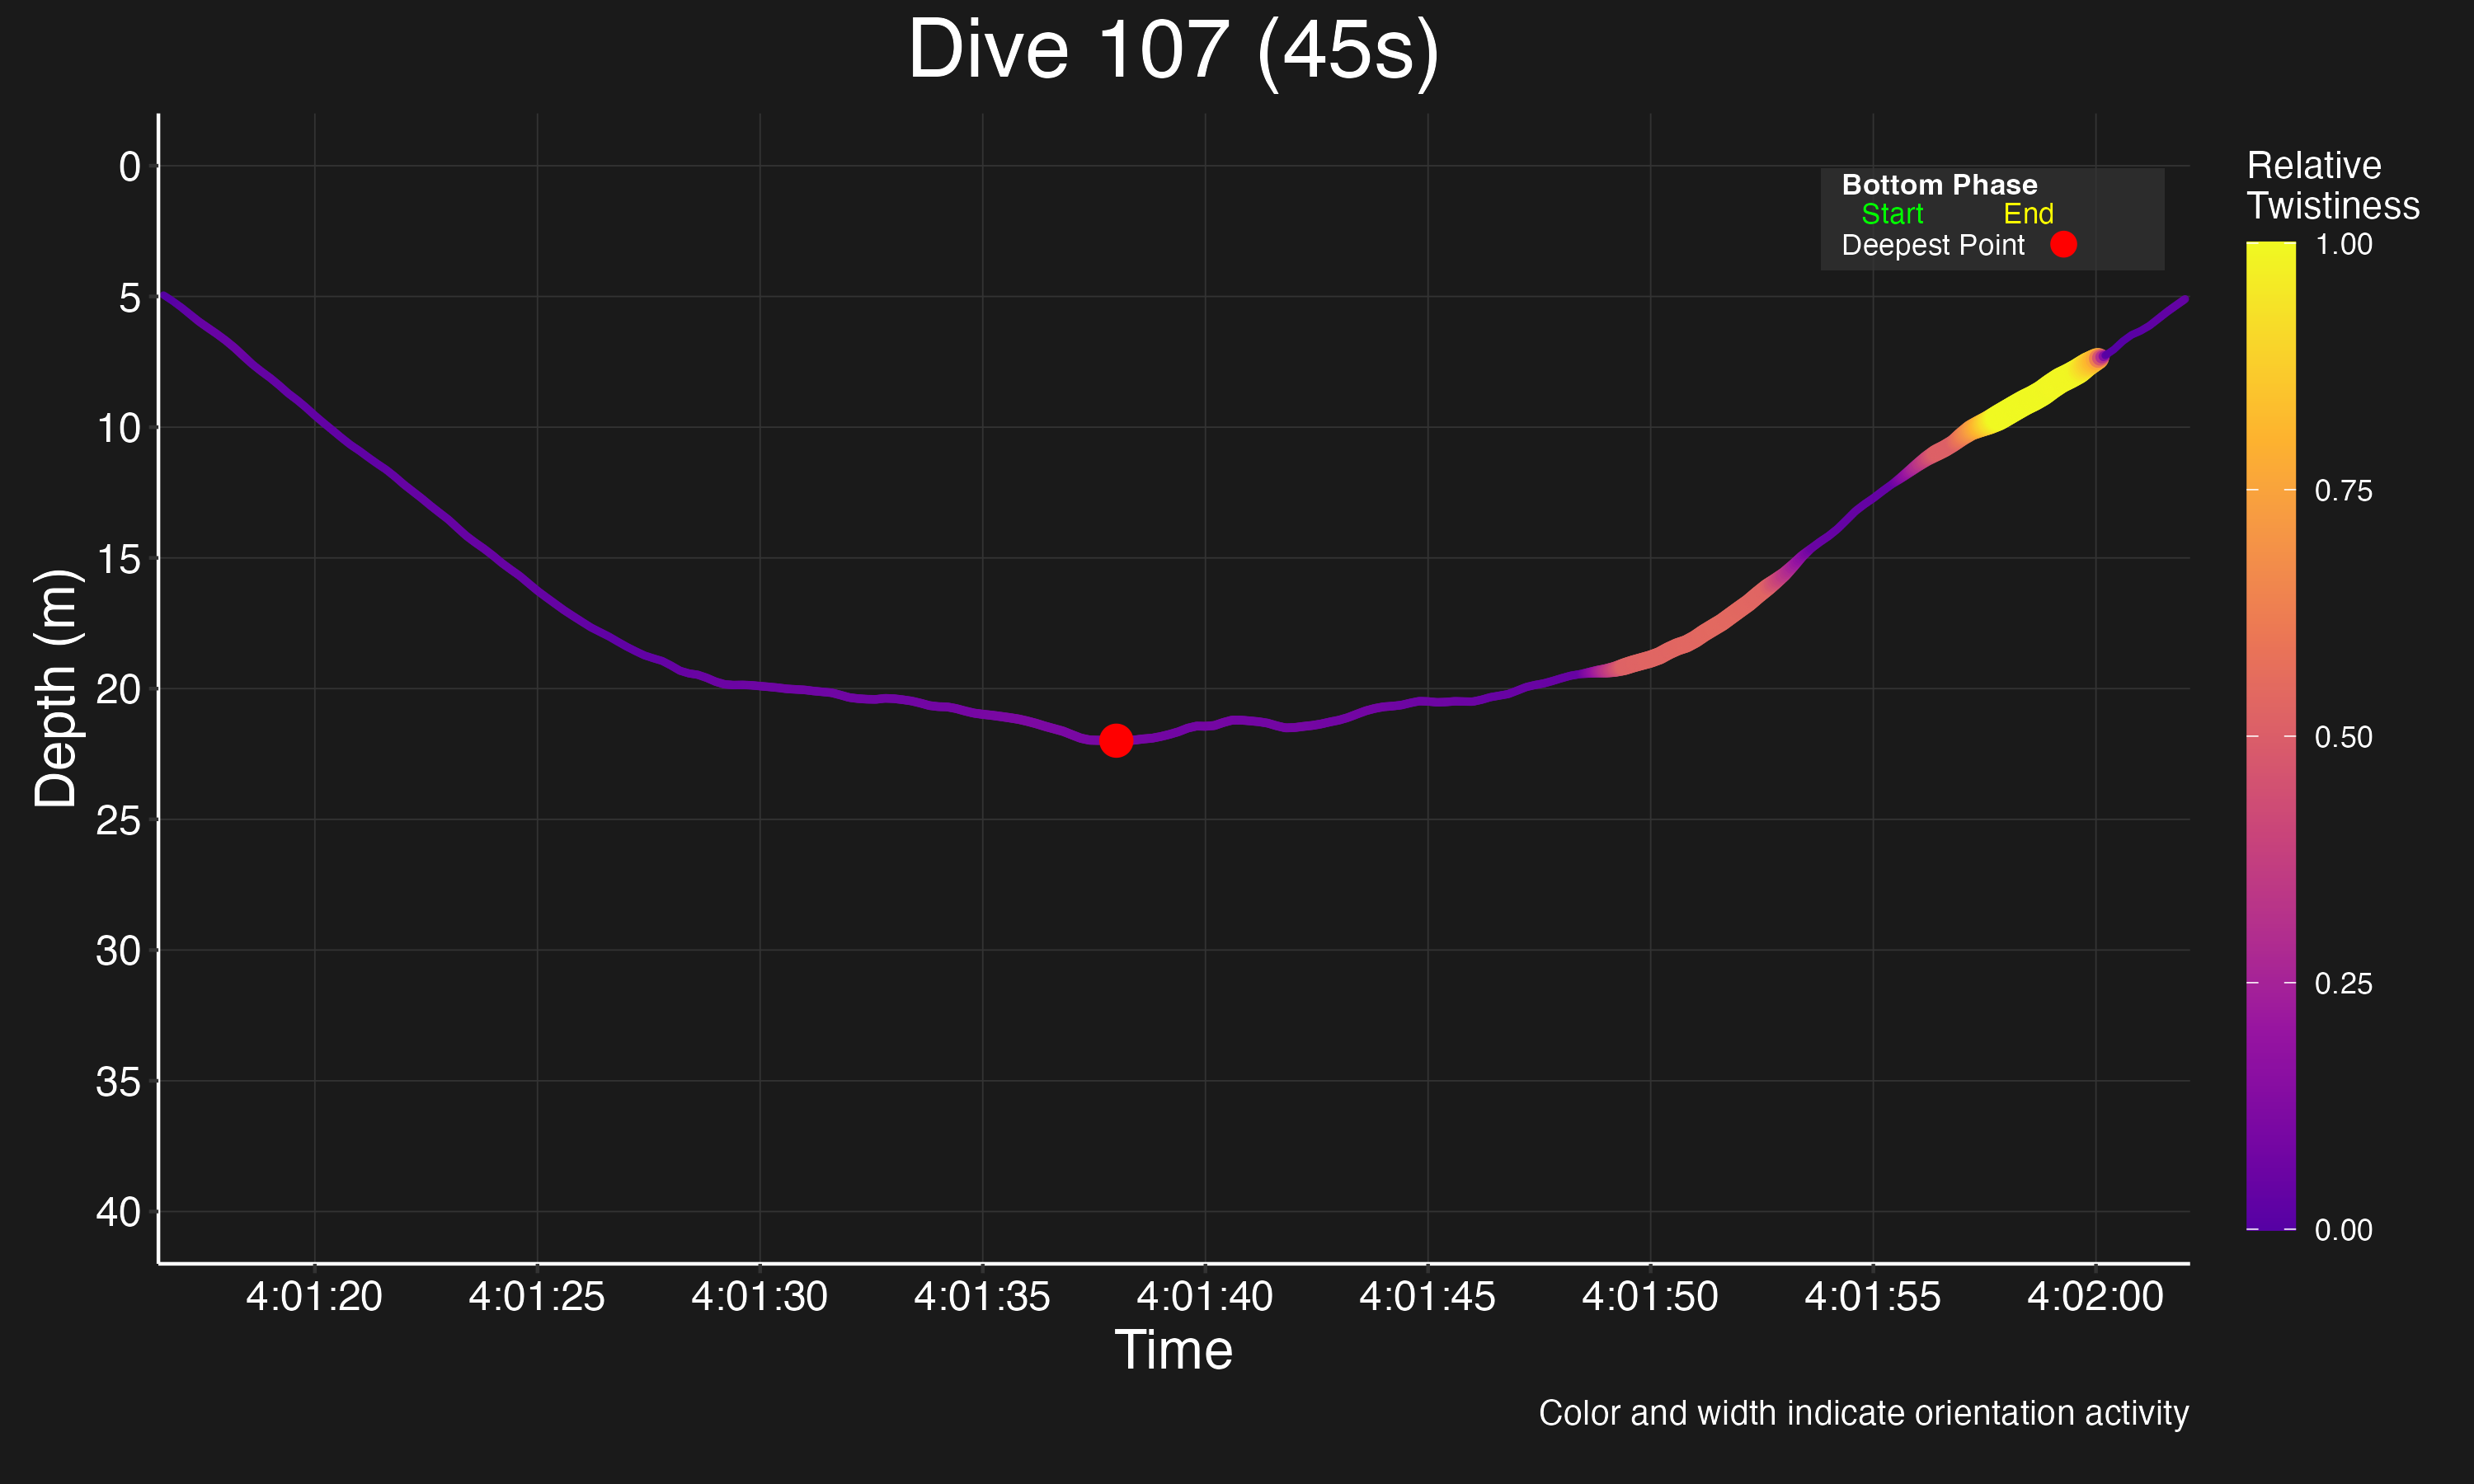 Dive 107 (45s)
Depth (m)
0
5
10
15
20
25
30
35
40
Bottom Phase
Start End
Deepest Point
Relative
Twistiness
1.00
0.75
0.50
0.25
0.00
4:01:20 4:01:25 4:01:30 4:01:35 4:01:40 4:01:45 4:01:50 4:01:55 4:02:00
Time
Color and width indicate orientation activity